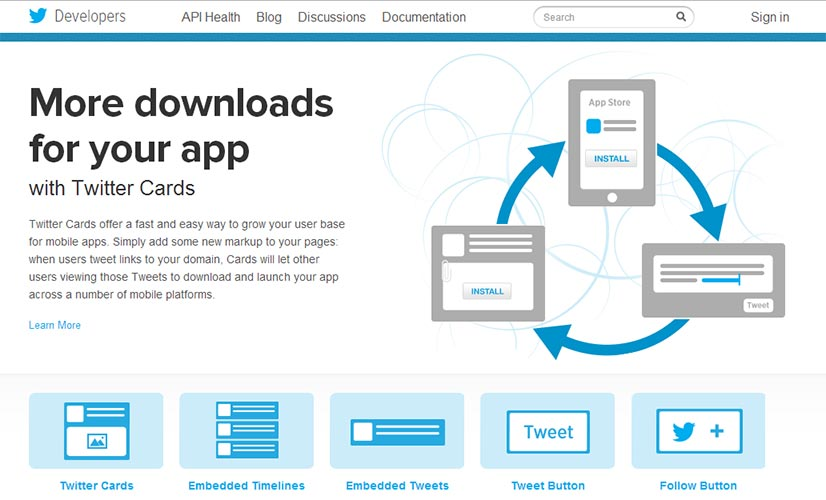 Developers API Health Blog Discussions Documentation Search Sign in
More downloads
for your app
with Twitter Cards
Twitter Cards offer a fast and easy way to grow your user base
for mobile apps. Simply add some new markup to your pages:
when users tweet links to your domain, Cards will let other
users viewing those Tweets to download and launch your app
across a number of mobile platforms.
Learn More
App Store
INSTALL
INSTALL
Tweet
Tweet
Twitter Cards Embedded Timelines Embedded Tweets Tweet Button Follow Button